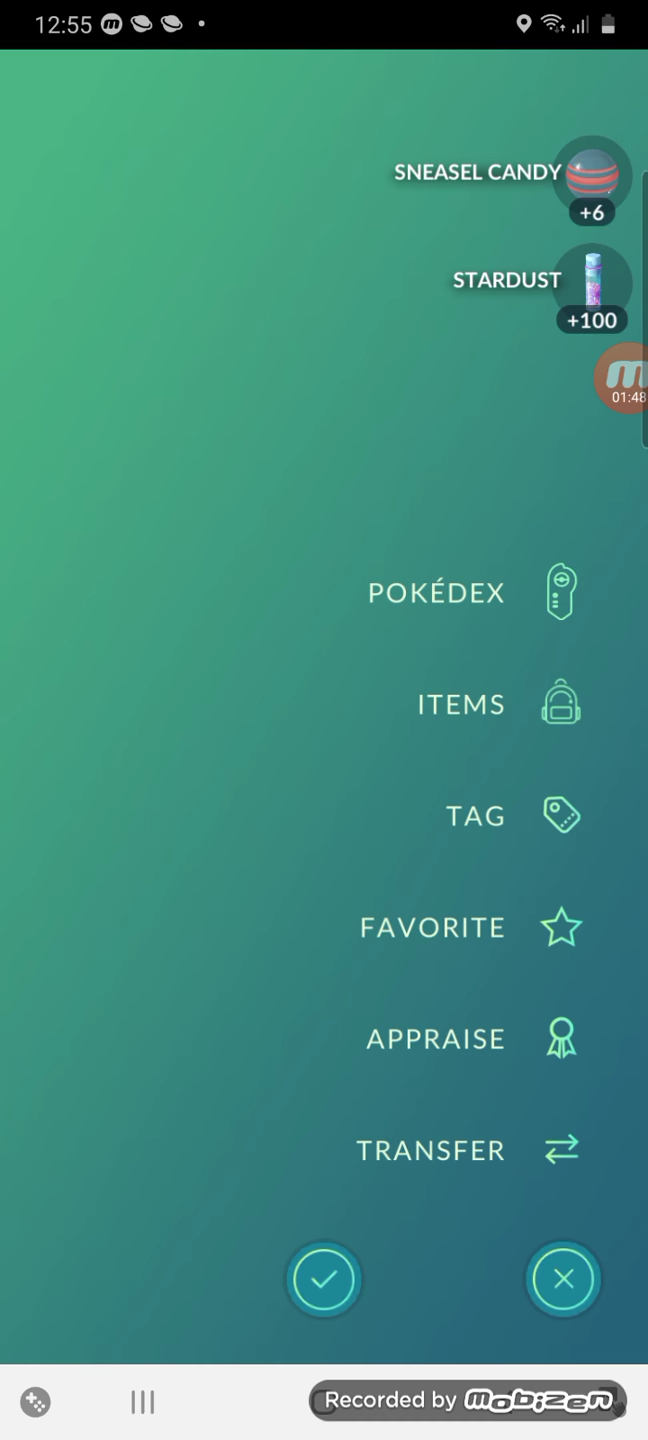 12:55
SNEASEL CANDY
+6
STARDUST
+100
01:48
POKÉDEX
ITEMS
TAG
FAVORITE
APPRAISE
TRANSFER
Recorded by mobizen